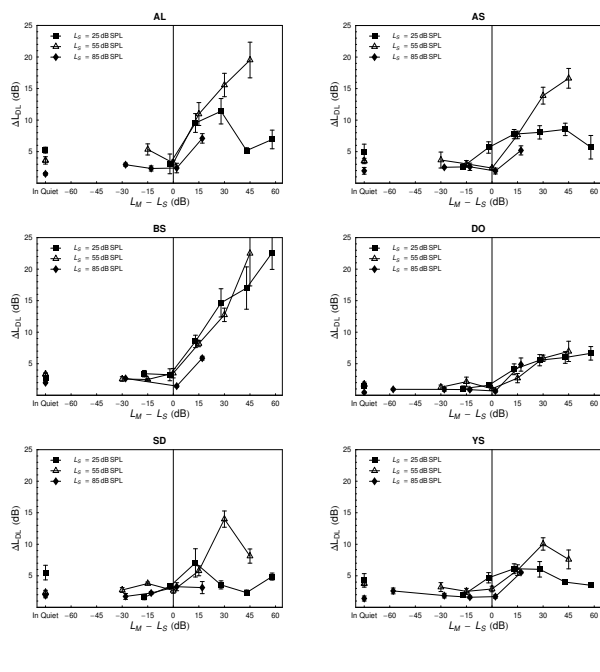 AL
L_S = 25 dB SPL
L_S = 55 dB SPL
L_S = 85 dB SPL
ΔL_DL (dB)
25
20
15
10
5
In Quiet −60 −45 −30 −15 0 15 30 45 60
L_M − L_S (dB)
AS
L_S = 25 dB SPL
L_S = 55 dB SPL
L_S = 85 dB SPL
ΔL_DL (dB)
25
20
15
10
5
In Quiet −60 −45 −30 −15 0 15 30 45 60
L_M − L_S (dB)
BS
L_S = 25 dB SPL
L_S = 55 dB SPL
L_S = 85 dB SPL
ΔL_DL (dB)
25
20
15
10
5
In Quiet −60 −45 −30 −15 0 15 30 45 60
L_M − L_S (dB)
DO
L_S = 25 dB SPL
L_S = 55 dB SPL
L_S = 85 dB SPL
ΔL_DL (dB)
25
20
15
10
5
In Quiet −60 −45 −30 −15 0 15 30 45 60
L_M − L_S (dB)
SD
L_S = 25 dB SPL
L_S = 55 dB SPL
L_S = 85 dB SPL
ΔL_DL (dB)
25
20
15
10
5
In Quiet −60 −45 −30 −15 0 15 30 45 60
L_M − L_S (dB)
YS
L_S = 25 dB SPL
L_S = 55 dB SPL
L_S = 85 dB SPL
ΔL_DL (dB)
25
20
15
10
5
In Quiet −60 −45 −30 −15 0 15 30 45 60
L_M − L_S (dB)